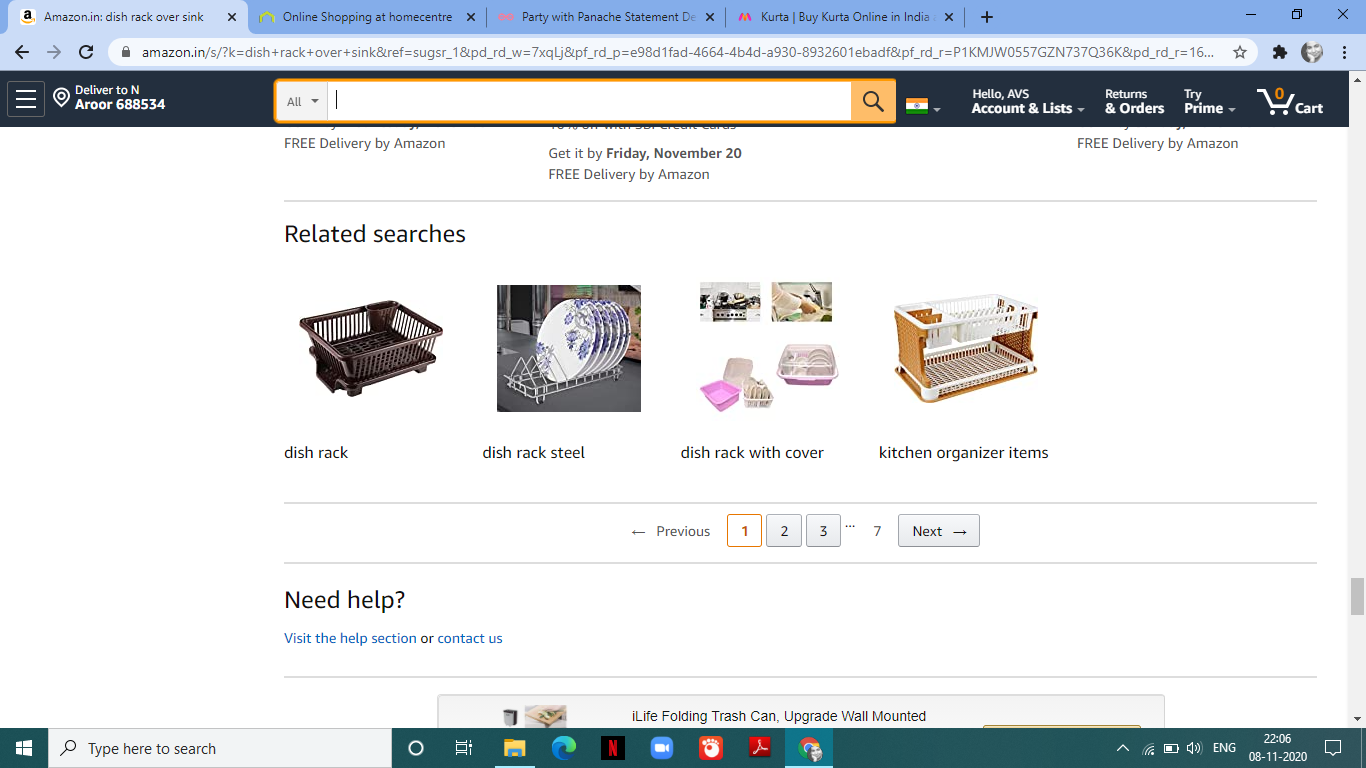 Amazon.in: dish rack over sink
Online Shopping at homecentre
Party with Panache Statement De
Kurta | Buy Kurta Online in India
amazon.in/s/?k=dish+rack+over+sink&ref=sugsr_1&pd_rd_w=7xqLj&pf_rd_p=e98d1fad-4664-4b4d-a930-8932601ebadf&pf_rd_r=P1KMJW0557GZN737Q36K&pd_rd_r=16...
Deliver to N
Aroor 688534
All
Hello, AVS
Account & Lists
Returns
& Orders
Try
Prime
0
Cart
FREE Delivery by Amazon
10% off with SBI Credit Cards
Get it by Friday, November 20
FREE Delivery by Amazon
FREE Delivery by Amazon
Related searches
dish rack
dish rack steel
dish rack with cover
kitchen organizer items
← Previous 1 2 3 ... 7 Next →
Need help?
Visit the help section or contact us
iLife Folding Trash Can, Upgrade Wall Mounted
Type here to search
ENG
22:06
08-11-2020